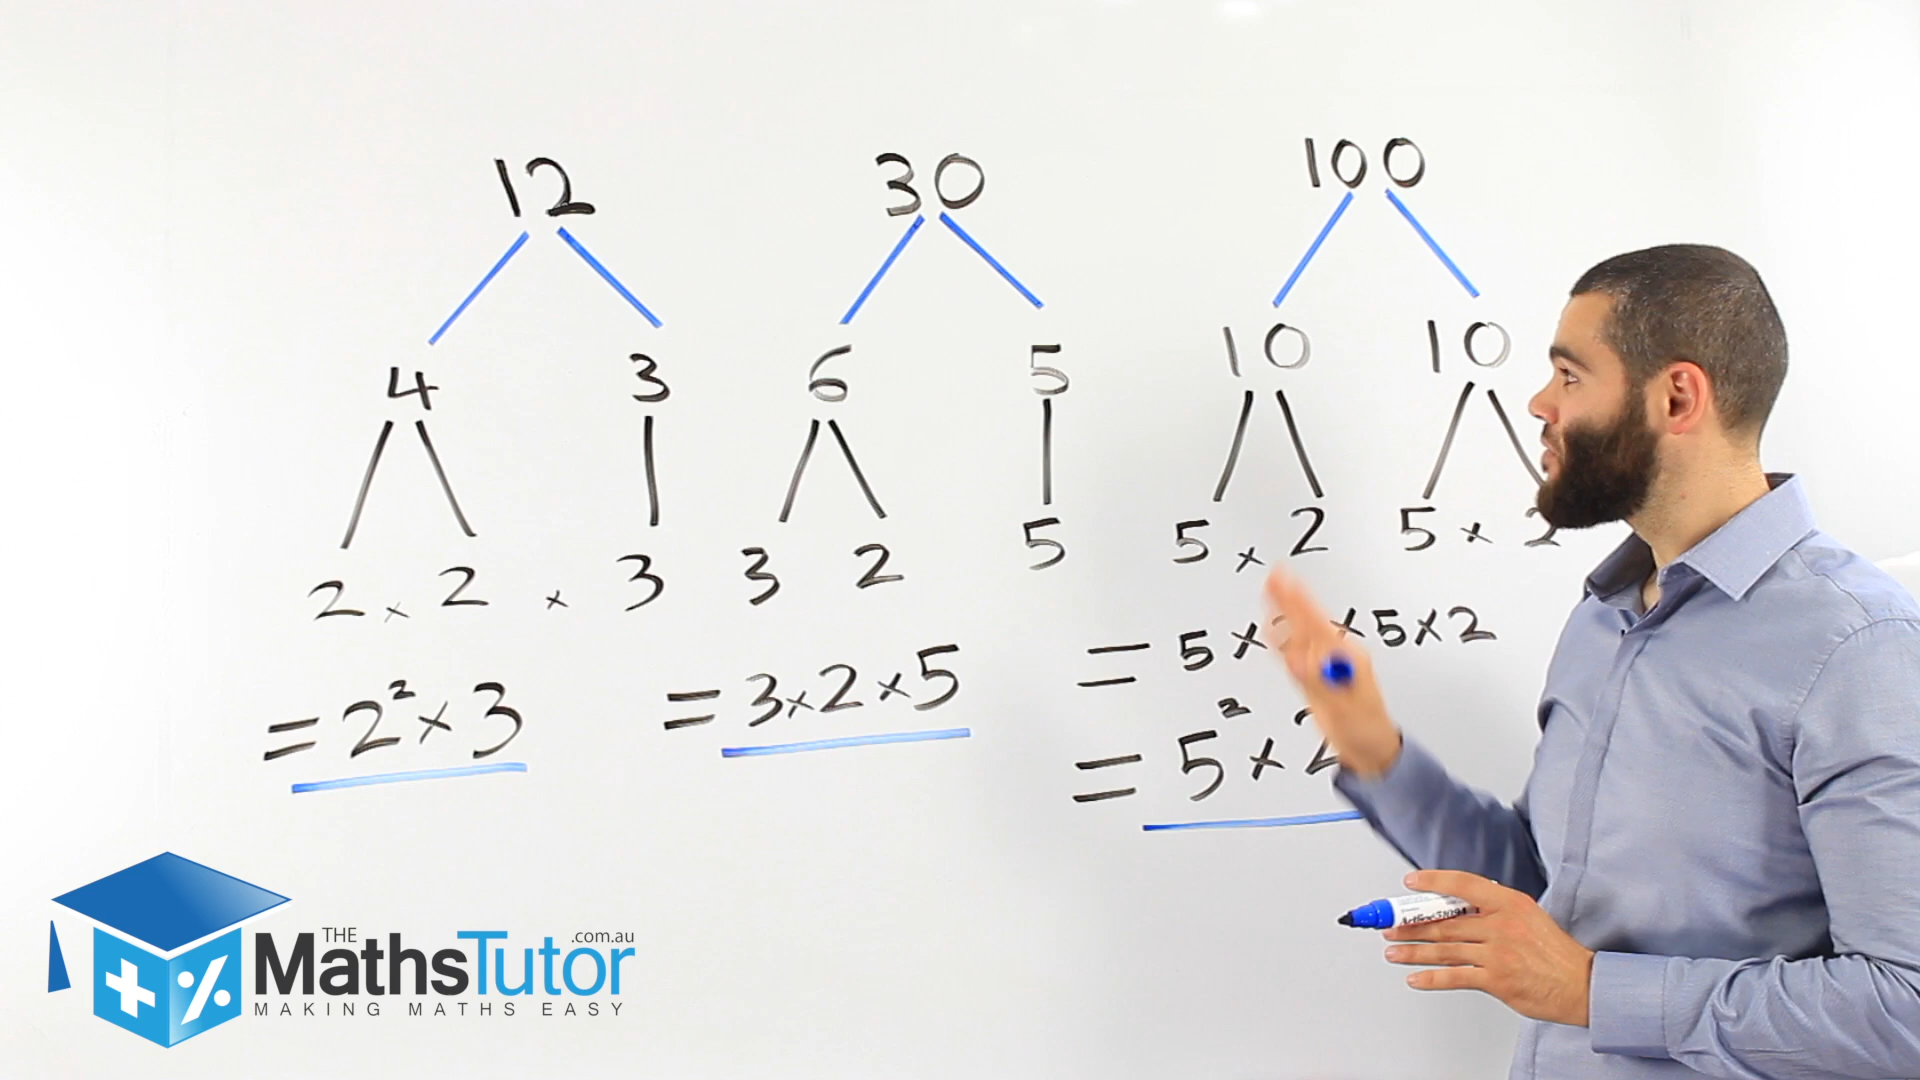 12 30 100
4 3 6 5 10 10
2 × 2 × 3 3 2 5 5 × 2 5 × 2
= 2² × 3 = 3 × 2 × 5 = 5 × × 5 × 2
= 5² × 2
THE
MathsTutor .com.au
MAKING MATHS EASY